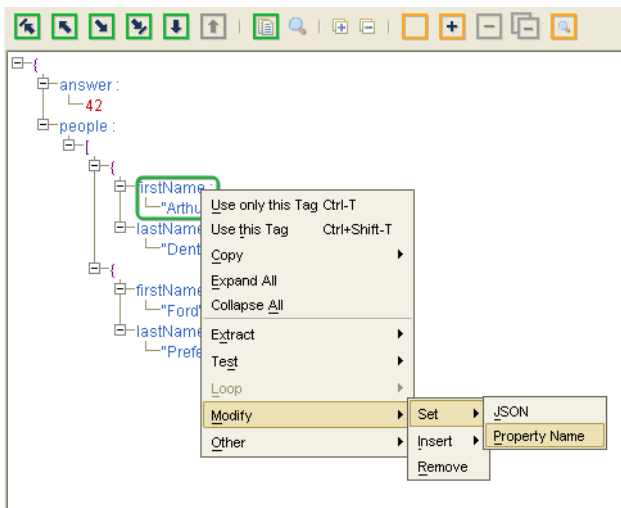 {
answer :
42
people :
[
{
firstName :
"Arthu
lastName
"Dent
{
firstName
"Ford"
lastName
"Prefe
Use only this Tag Ctrl-T
Use this Tag Ctrl+Shift-T
Copy
Expand All
Collapse All
Extract
Test
Loop
Modify
Other
Set
Insert
Remove
JSON
Property Name